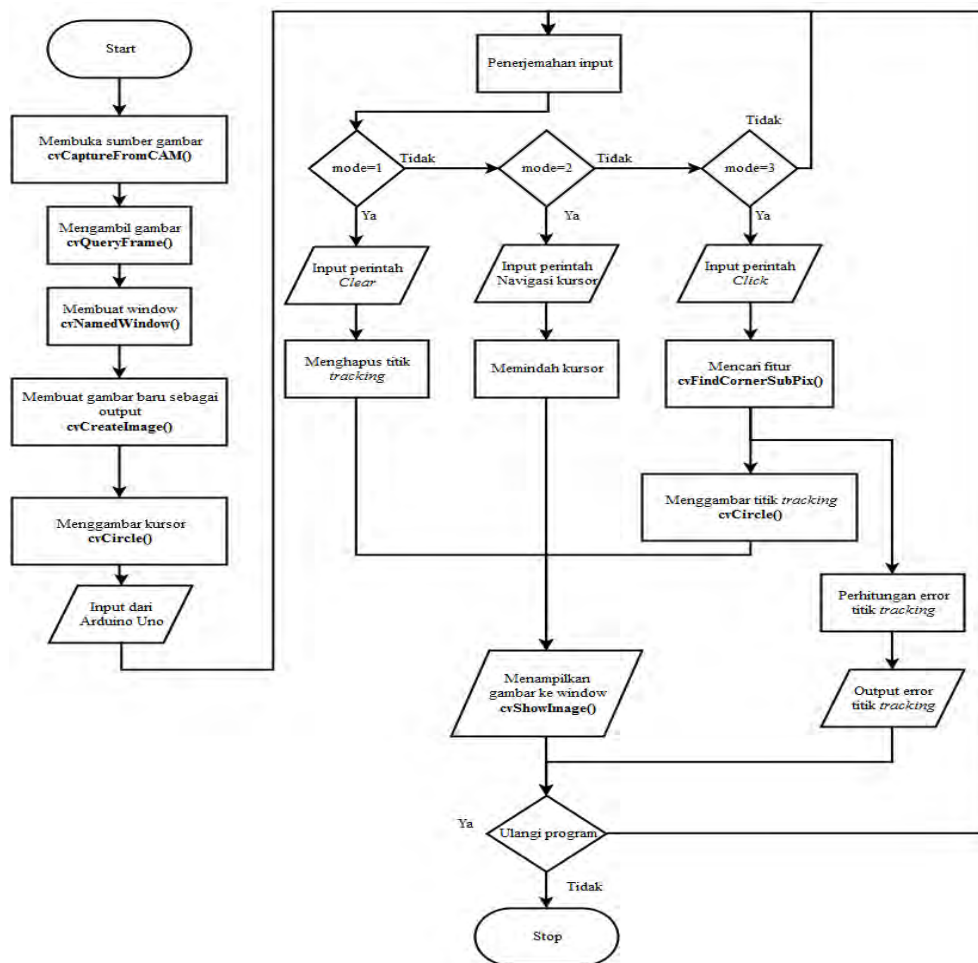 Start
Membuka sumber gambar
cvCaptureFromCAM()
Mengambil gambar
cvQueryFrame()
Membuat window
cvNamedWindow()
Membuat gambar baru sebagai
output
cvCreateImage()
Menggambar kursor
cvCircle()
Input dari
Arduino Uno
Penerjemahan input
mode=1
Tidak
mode=2
Tidak
mode=3
Tidak
Ya
Ya
Ya
Input perintah
Clear
Input perintah
Navigasi kursor
Input perintah
Click
Menghapus titik
tracking
Memindah kursor
Mencari fitur
cvFindCornerSubPix()
Menggambar titik tracking
cvCircle()
Perhitungan error
titik tracking
Output error
titik tracking
Menampilkan
gambar ke window
cvShowImage()
Ya
Ulangi program
Tidak
Stop